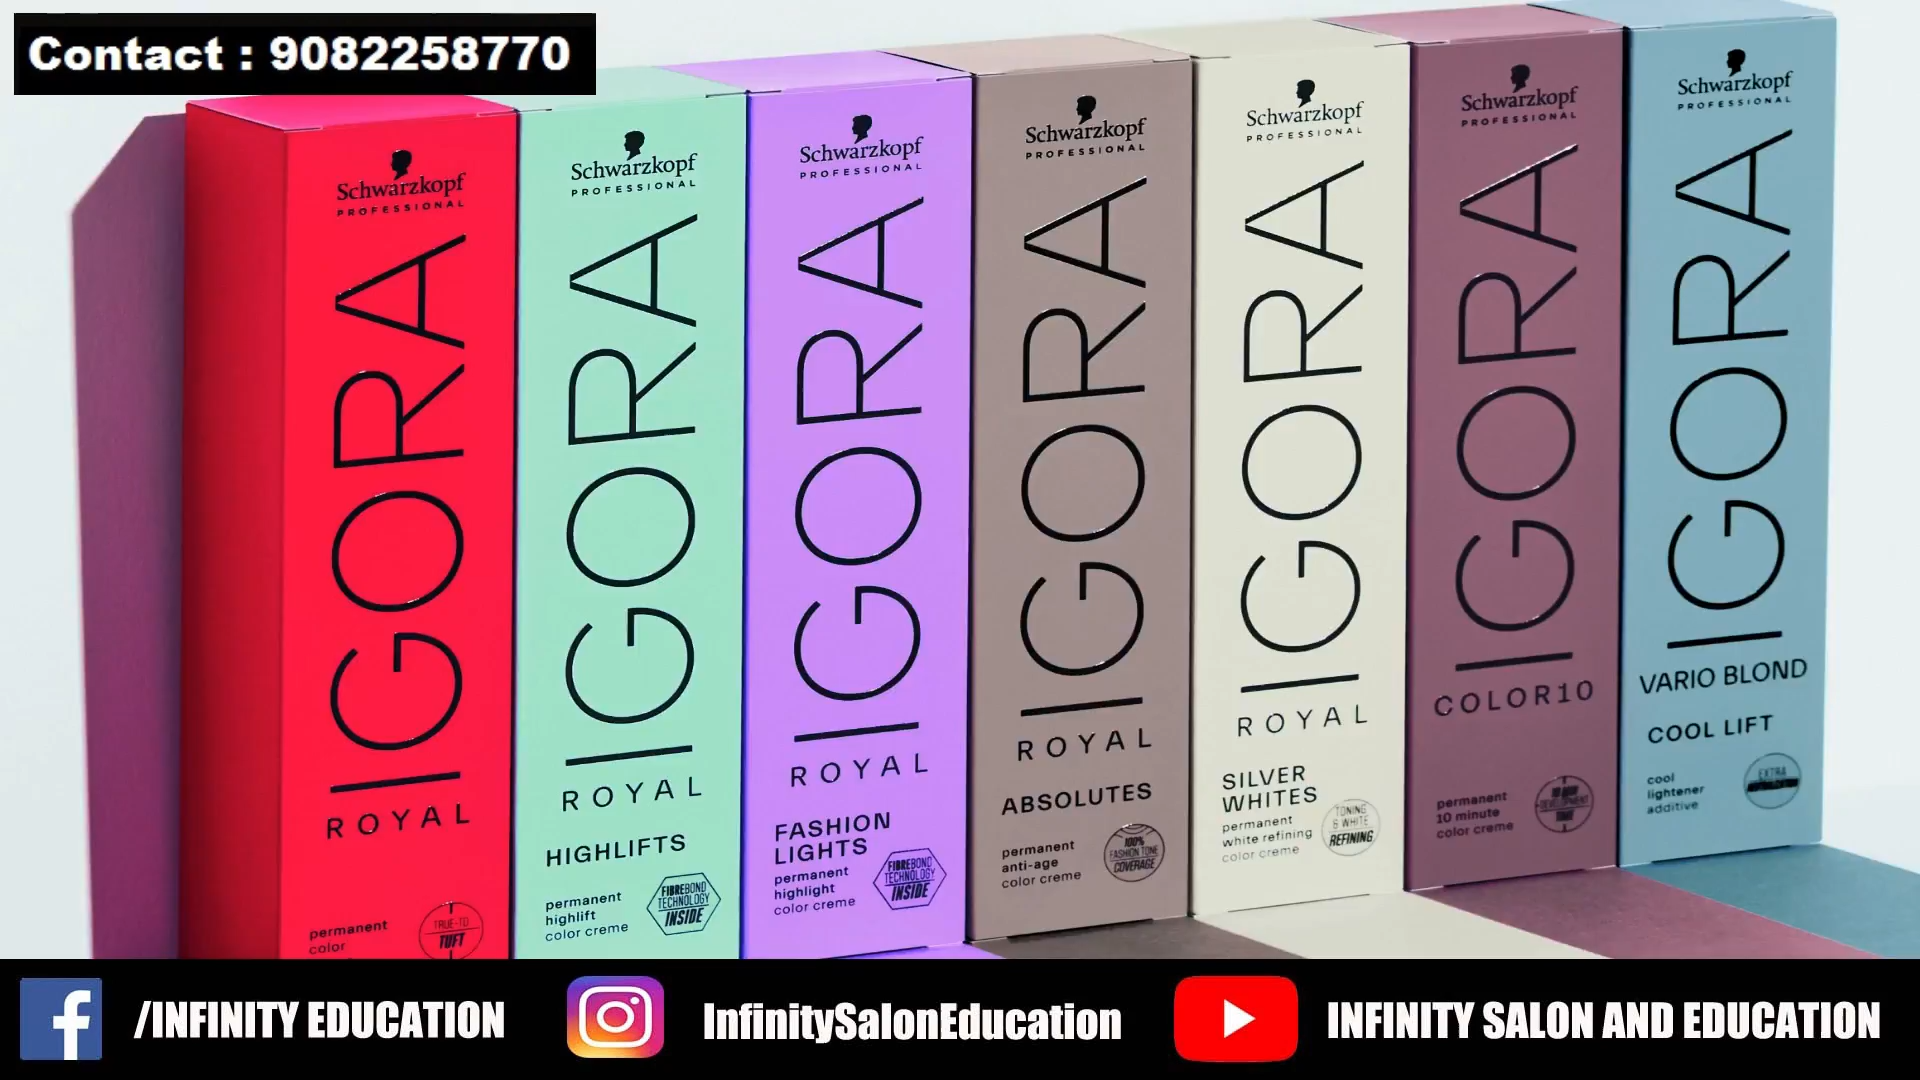 Contact : 9082258770
Schwarzkopf
PROFESSIONAL
IGORA
ROYAL
permanent
color
TRUE-TO
Schwarzkopf
PROFESSIONAL
IGORA
ROYAL
HIGHLIFTS
permanent
highlift
color creme
FIBREBOND
TECHNOLOGY
INSIDE
Schwarzkopf
PROFESSIONAL
IGORA
ROYAL
FASHION
LIGHTS
permanent
highlight
color creme
FIBREBOND
TECHNOLOGY
INSIDE
Schwarzkopf
PROFESSIONAL
IGORA
ROYAL
ABSOLUTES
permanent
anti-age
color creme
100%
FASHION TONE
COVERAGE
Schwarzkopf
PROFESSIONAL
IGORA
ROYAL
SILVER
WHITES
permanent
white refining
color creme
TONING
& WHITE
REFINING
Schwarzkopf
PROFESSIONAL
IGORA
COLOR10
permanent
10 minute
color creme
Schwarzkopf
PROFESSIONAL
IGORA
VARIO BLOND
COOL LIFT
cool
lightener
additive
EXTRA
/INFINITY EDUCATION
InfinitySalonEducation
INFINITY SALON AND EDUCATION